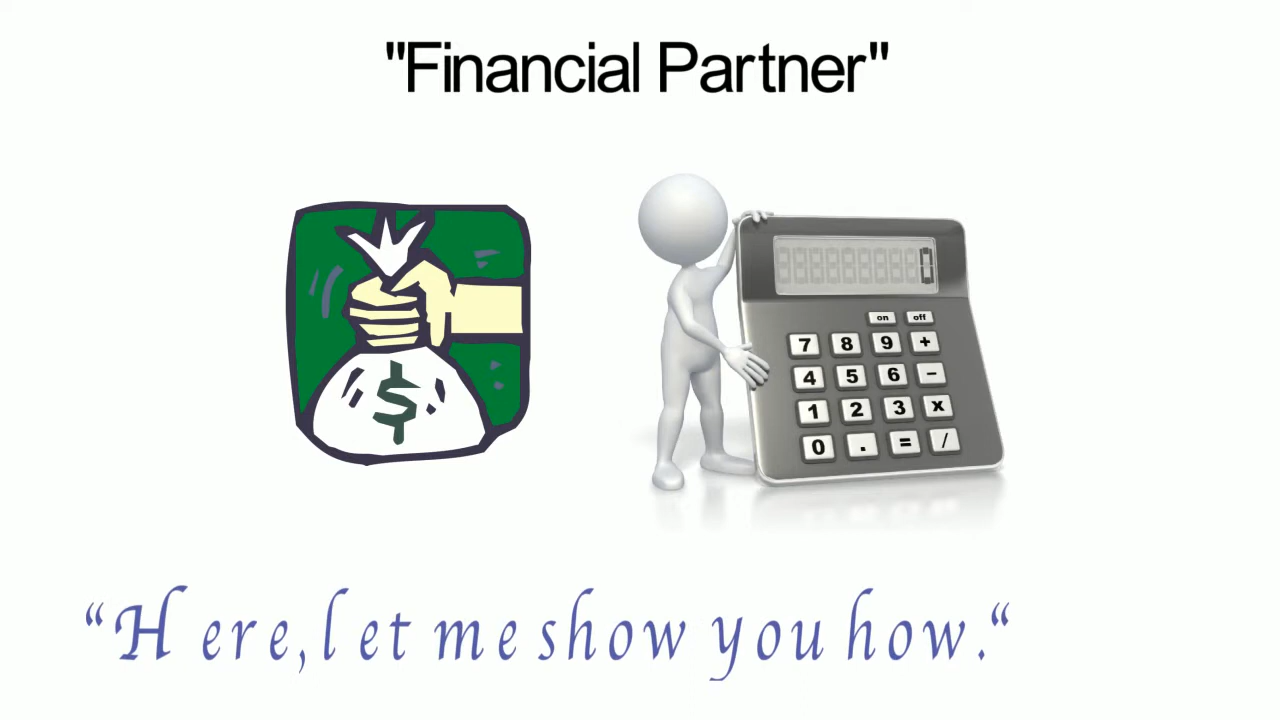 "Financial Partner"
$
0
on off
7 8 9 +
4 5 6 −
1 2 3 x
0 . = /
“Here, let me show you how.“